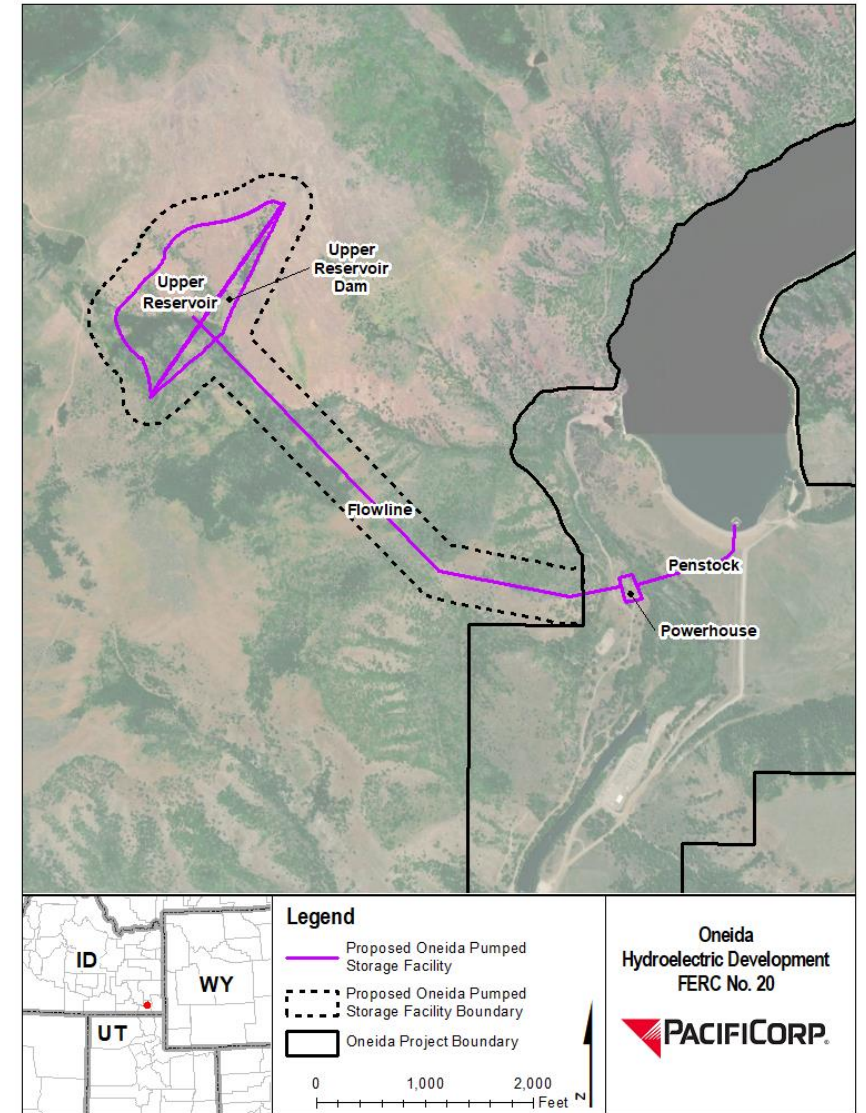 Upper
Reservoir
Dam
Upper
Reservoir
Flowline
Penstock
Powerhouse
ID
WY
UT
Legend
Proposed Oneida Pumped
Storage Facility
Proposed Oneida Pumped
Storage Facility Boundary
Oneida Project Boundary
0 1,000 2,000
Feet
N
Oneida
Hydroelectric Development
FERC No. 20
PACIFICORP.